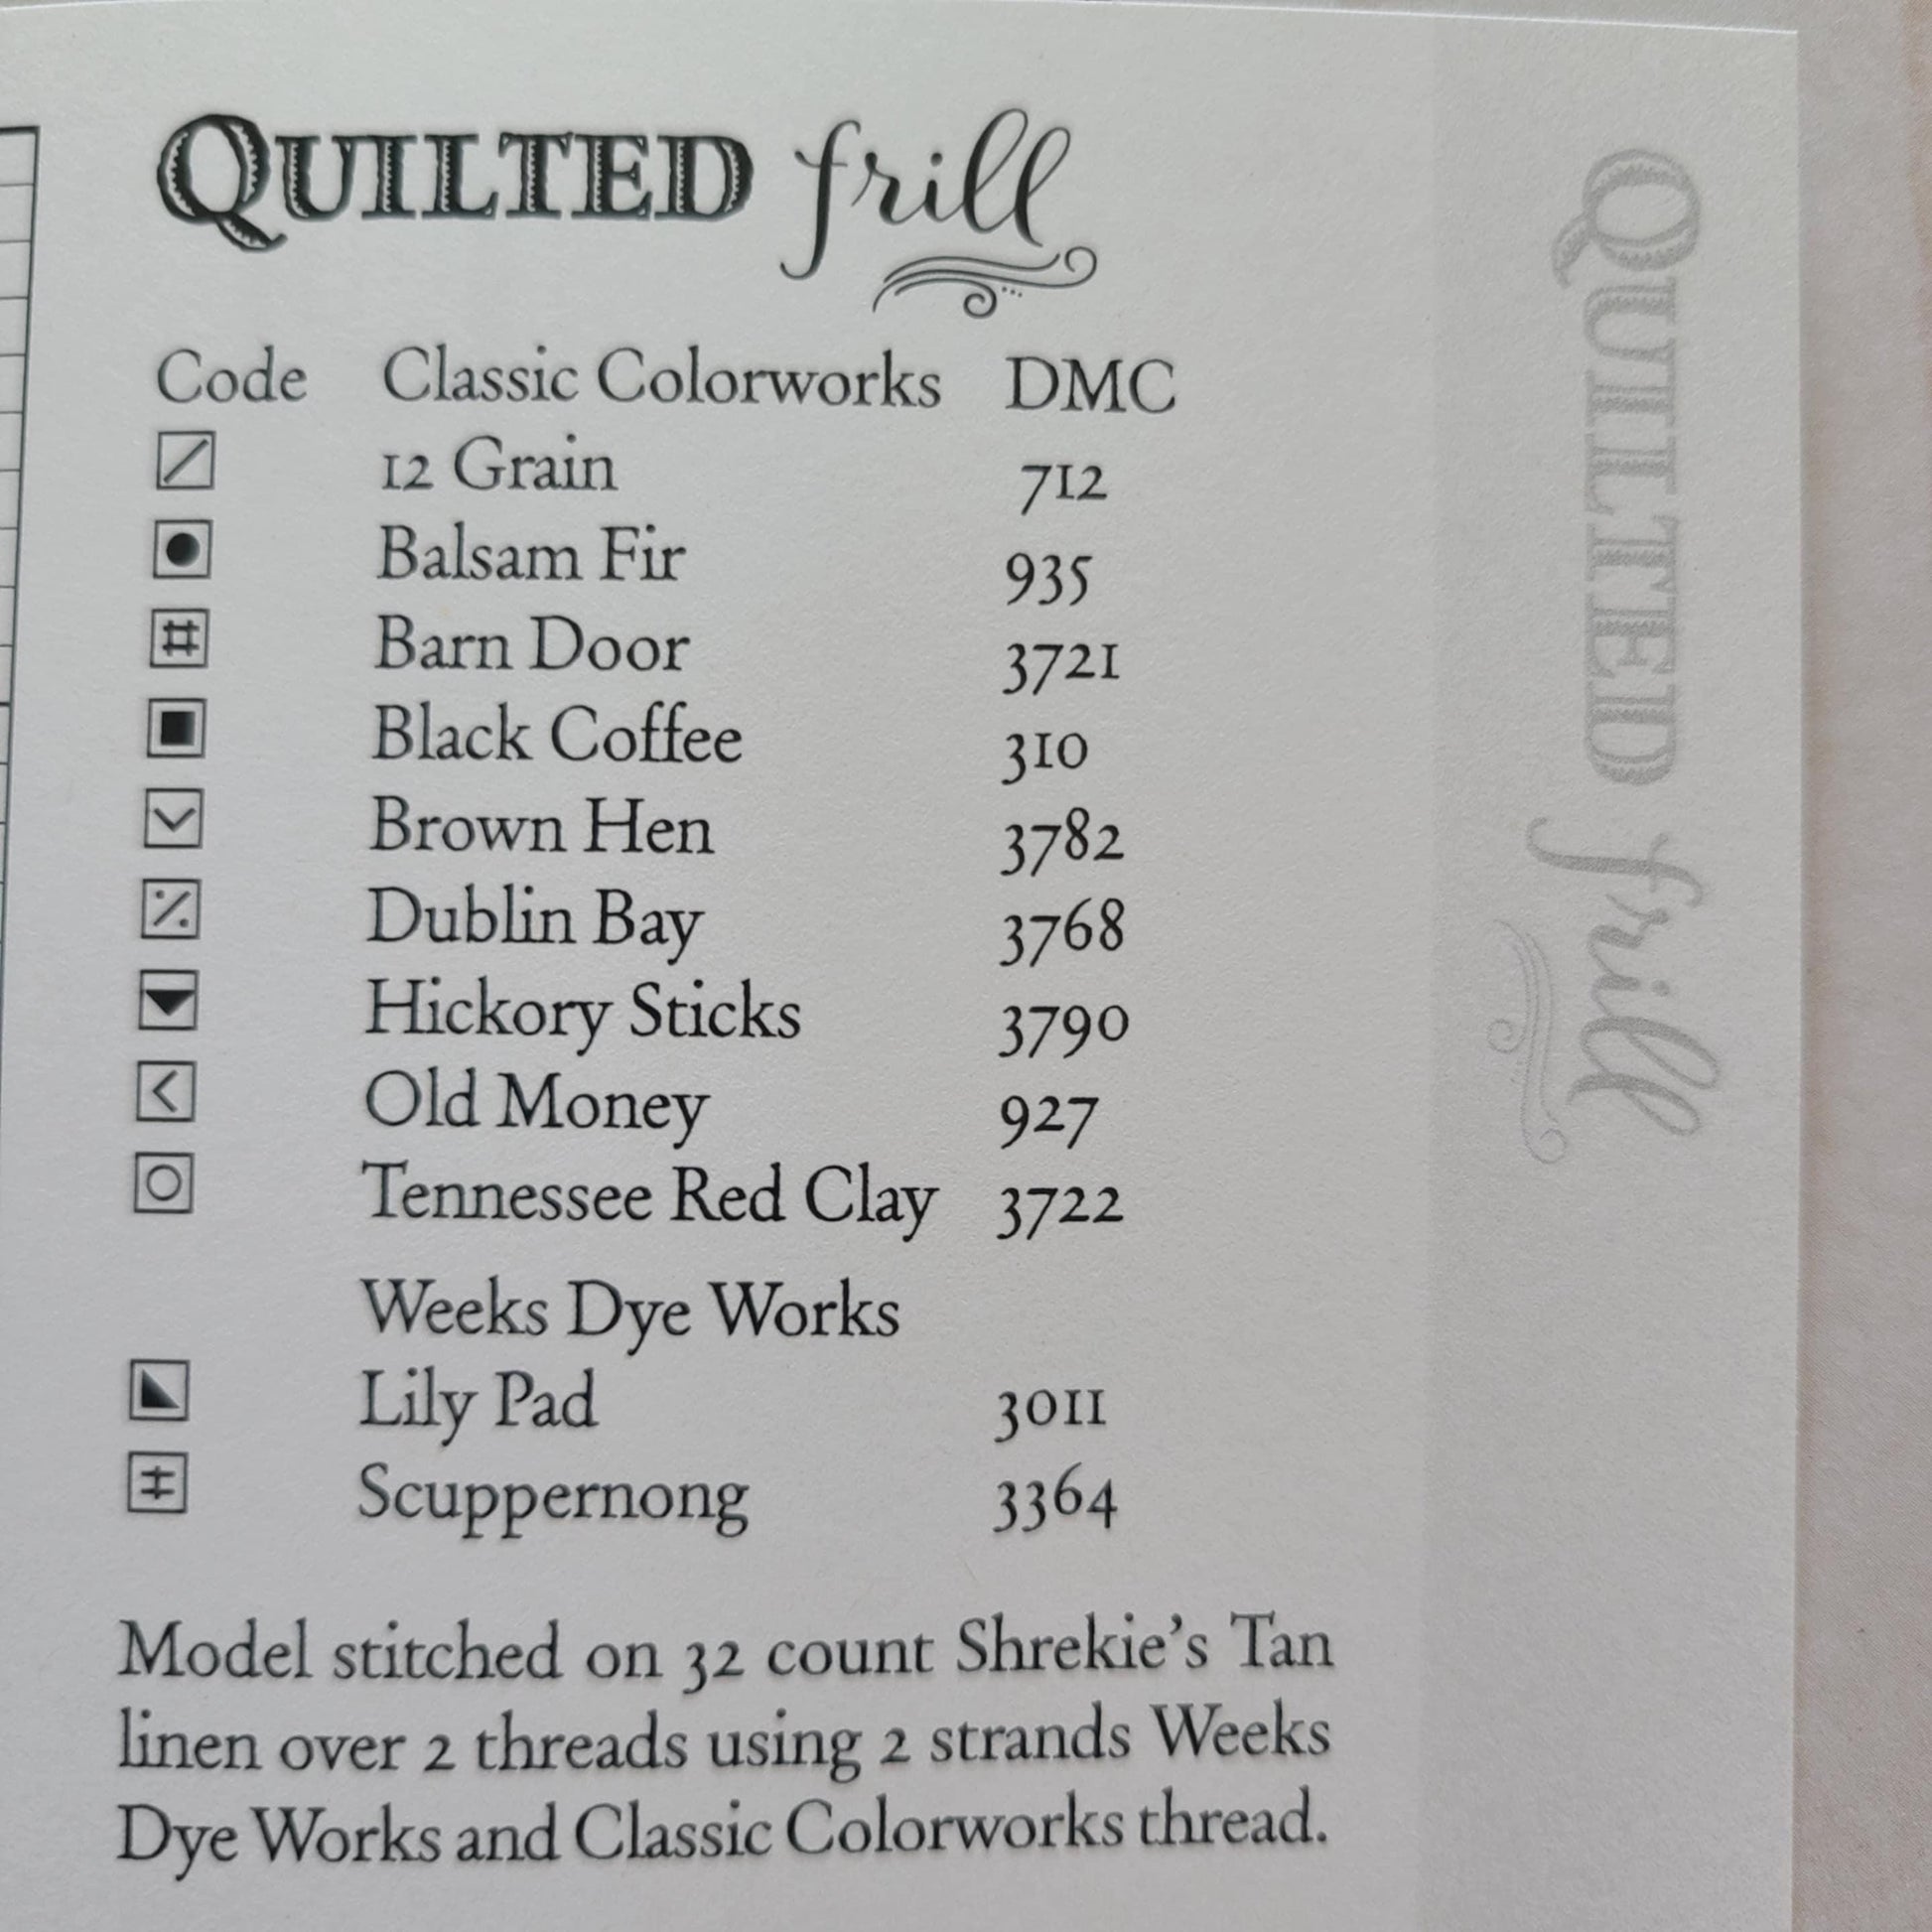 QUILTED frill
Code Classic Colorworks DMC
12 Grain 712
Balsam Fir 935
Barn Door 3721
Black Coffee 310
Brown Hen 3782
Dublin Bay 3768
Hickory Sticks 3790
Old Money 927
Tennessee Red Clay 3722
Weeks Dye Works
Lily Pad 3011
Scuppernong 3364
Model stitched on 32 count Shrekie's Tan
linen over 2 threads using 2 strands Weeks
Dye Works and Classic Colorworks thread.
QUILTED frill